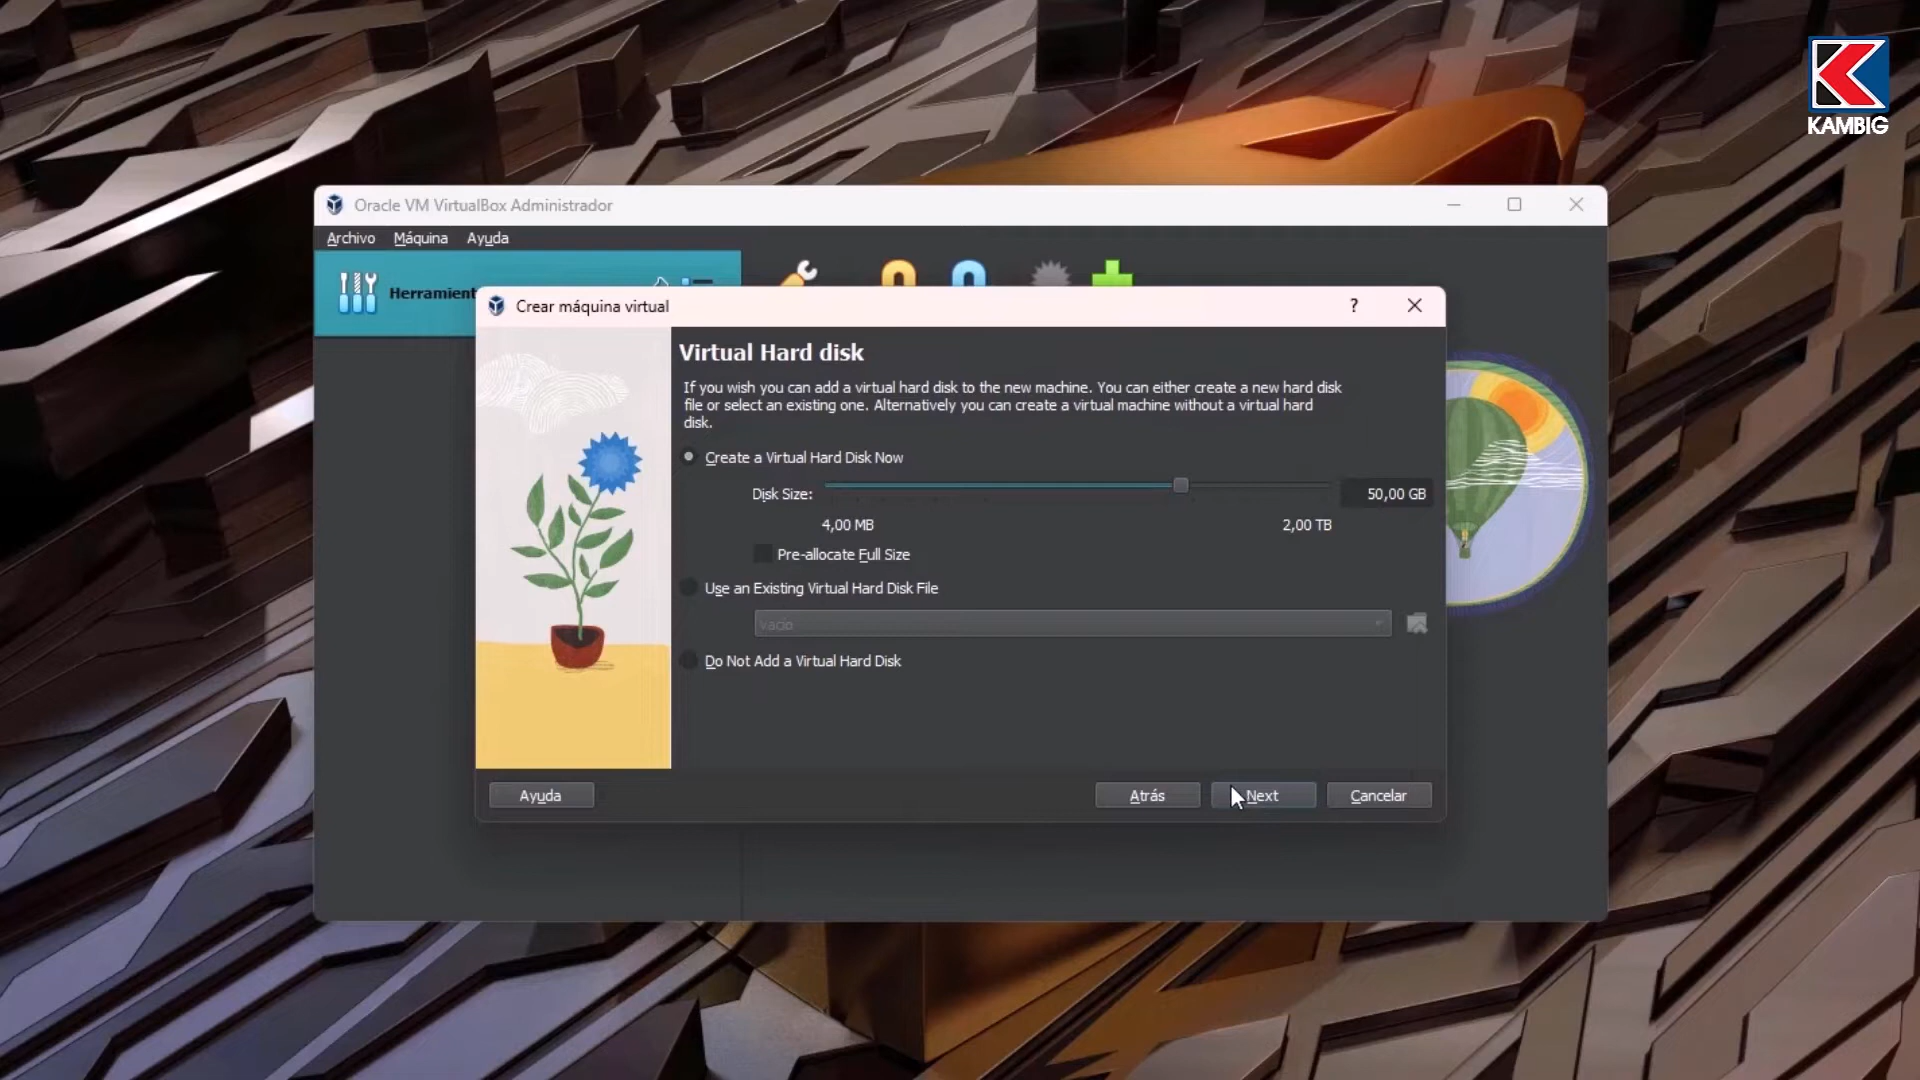 KAMBIG
Oracle VM VirtualBox Administrador
Archivo Máquina Ayuda
Crear máquina virtual ?
Virtual Hard disk
If you wish you can add a virtual hard disk to the new machine. You can either create a new hard disk
file or select an existing one. Alternatively you can create a virtual machine without a virtual hard
disk.
Create a Virtual Hard Disk Now
Disk Size: 50,00 GB
4,00 MB 2,00 TB
Pre-allocate Full Size
Use an Existing Virtual Hard Disk File
Vacío
Do Not Add a Virtual Hard Disk
Ayuda Atrás Next Cancelar